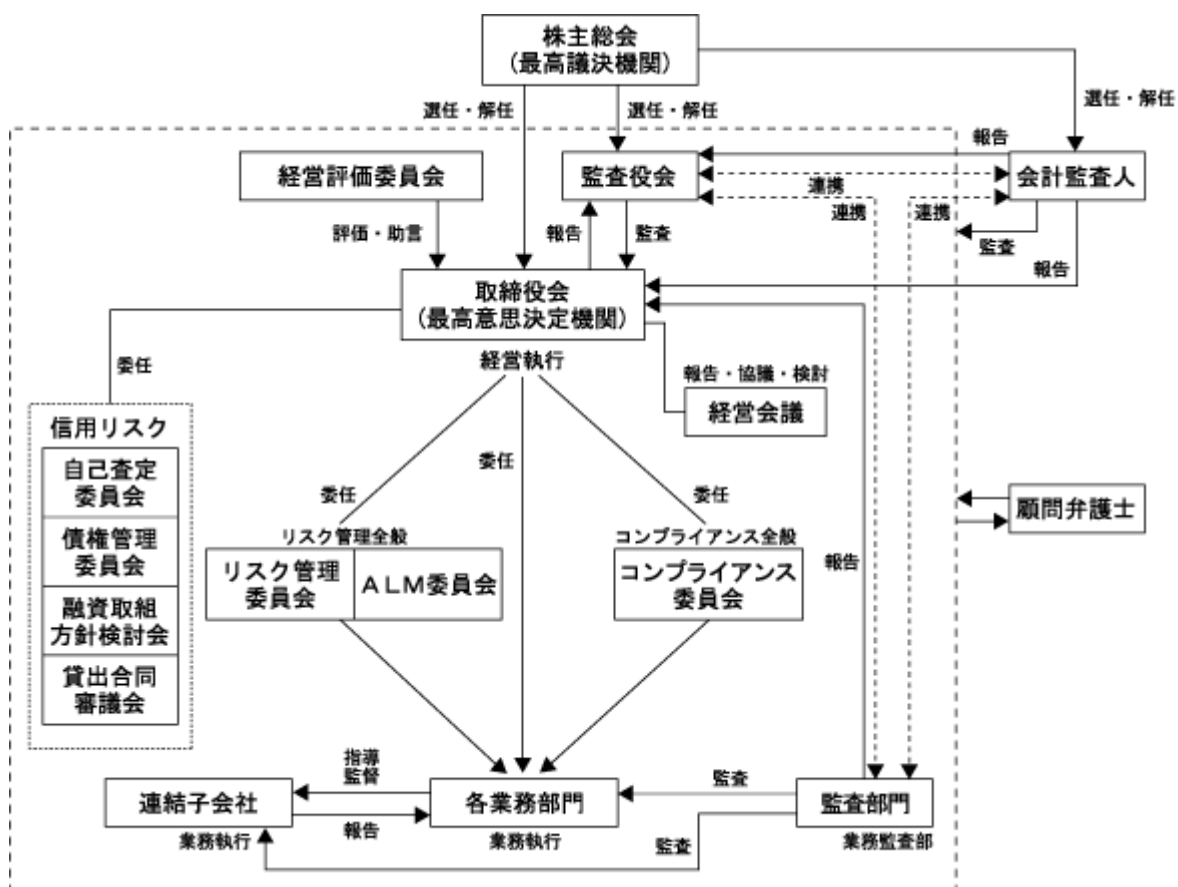 株主総会
(最高議決機関)
選任・解任
選任・解任
選任・解任
報告
経営評価委員会
監査役会
会計監査人
連携
連携
連携
評価・助言
報告
監査
監査
報告
取締役会
(最高意思決定機関)
経営執行
委任
報告・協議・検討
経営会議
信用リスク
自己査定
委員会
債権管理
委員会
融資取組
方針検討会
貸出合同
審議会
委任
委任
委任
リスク管理全般
リスク管理
委員会
ALM委員会
コンプライアンス全般
コンプライアンス
委員会
顧問弁護士
報告
指導
監督
連結子会社
業務執行
報告
各業務部門
業務執行
監査
監査
監査部門
業務監査部